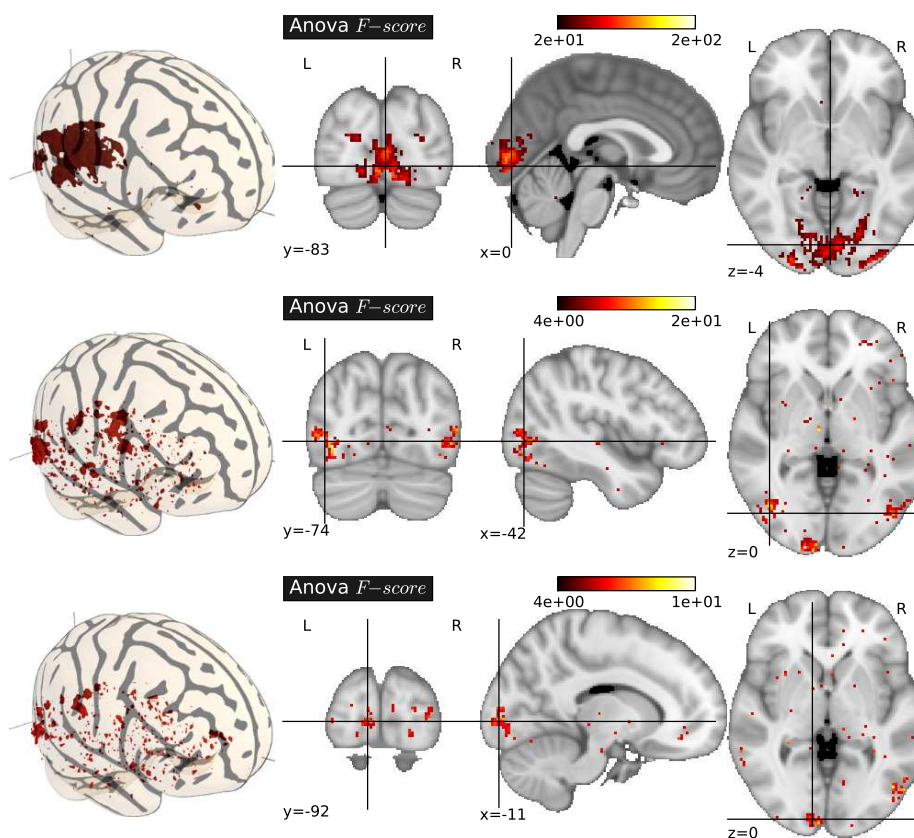 Anova F−score
2e+01 2e+02
L R L R
y=-83 x=0 z=-4
Anova F−score
4e+00 2e+01
L R L R
y=-74 x=-42 z=0
Anova F−score
4e+00 1e+01
L R L R
y=-92 x=-11 z=0